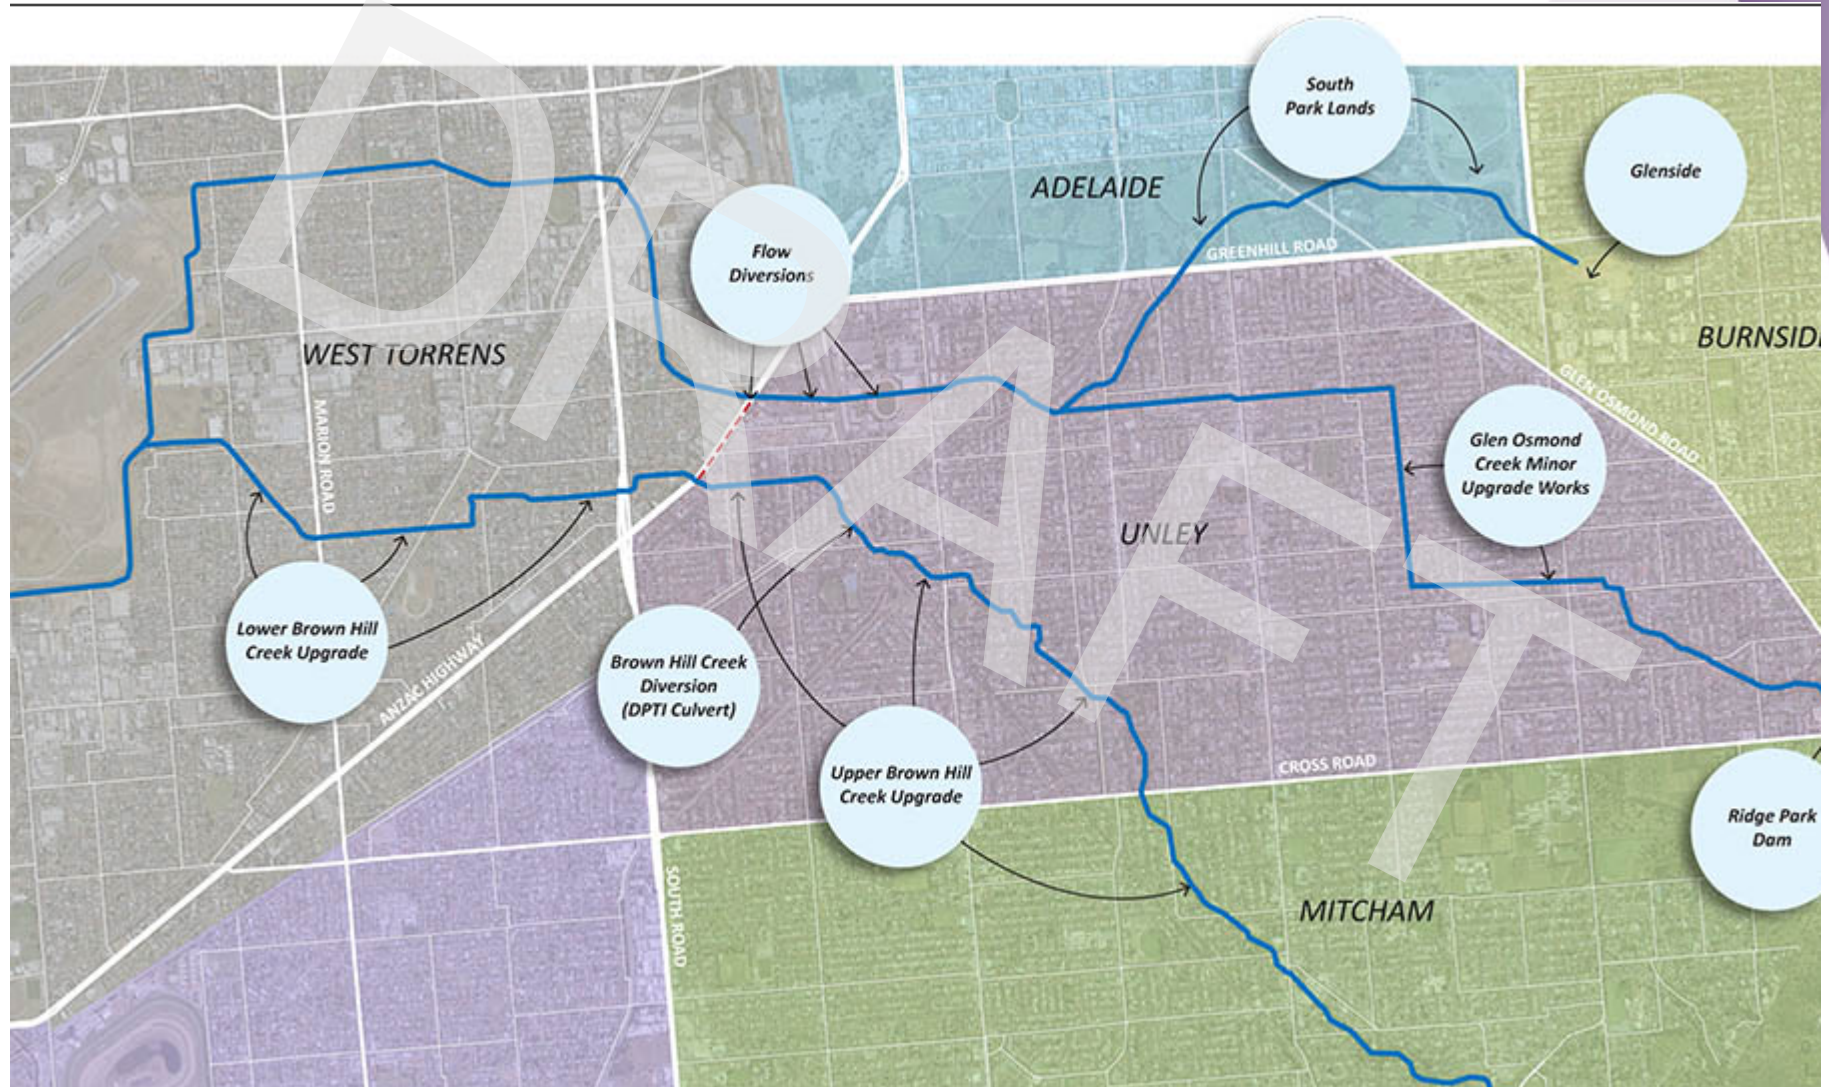 South
Park Lands
Glenside
ADELAIDE
Flow
Diversions
GREENHILL ROAD
WEST TORRENS
BURNSID
GLEN OSMOND ROAD
MARION ROAD
Glen Osmond
Creek Minor
Upgrade Works
UNLEY
Lower Brown Hill
Creek Upgrade
ANZAC HIGHWAY
Brown Hill Creek
Diversion
(DPTI Culvert)
Upper Brown Hill
Creek Upgrade
CROSS ROAD
Ridge Park
Dam
SOUTH ROAD
MITCHAM
DRAFT